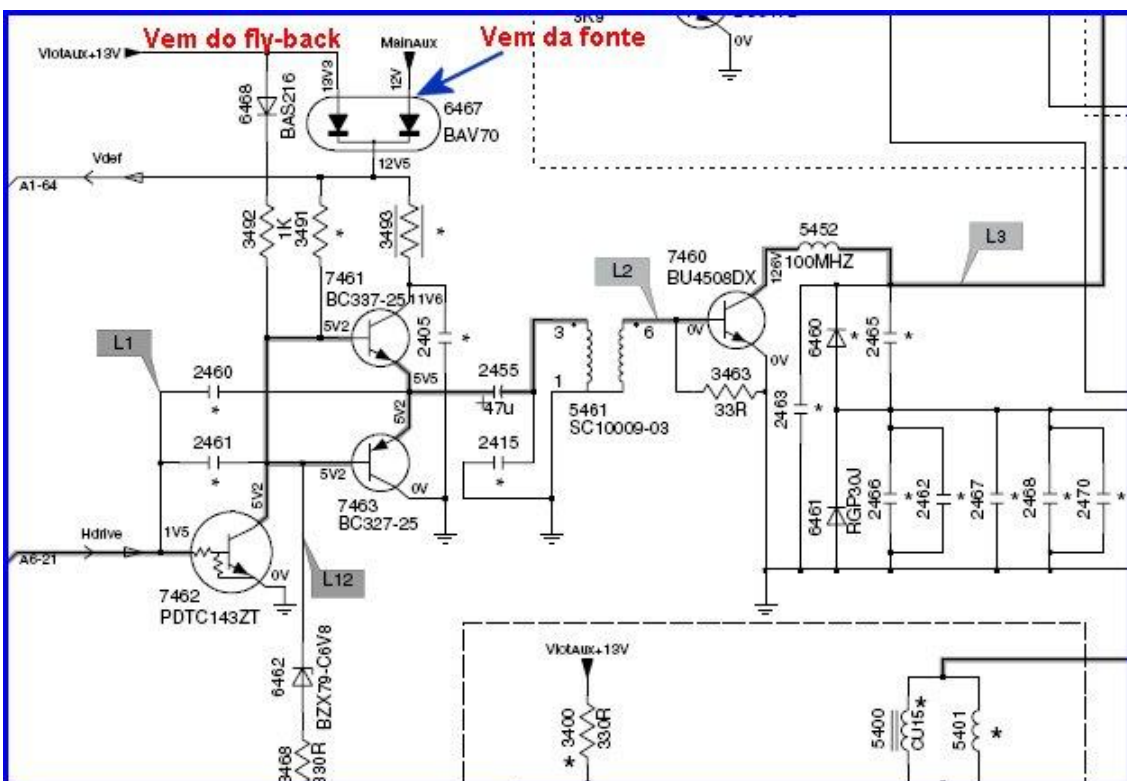 3R9
0V
Vem do fly-back
Vem da fonte
VlotAux+13V
MainAux
13V3
12V
6468
BAS216
6467
BAV70
12V5
Vdef
A1-64
3492
1K
3491
*
3493
*
7461
BC337-25
11V6
5V2
2405
*
5V5
L1
2460
*
2455
47u
5V2
2461
*
5V2
2415
*
7463
BC327-25
0V
5V2
1V5
Hdrive
A6-21
0V
7462
PDTC143ZT
L12
6462
BZX79-C6V8
3468
330R
3
1
5461
SC10009-03
L2
6
7460
BU4508DX
126V
5452
100MHZ
L3
0V
0V
3463
33R
2463
*
6460
*
2465
*
6461
RGP30J
2466
*
2462
*
2467
*
2468
*
2470
*
VlotAux+13V
* 3400
330R
5400
CU15
*
5401
*